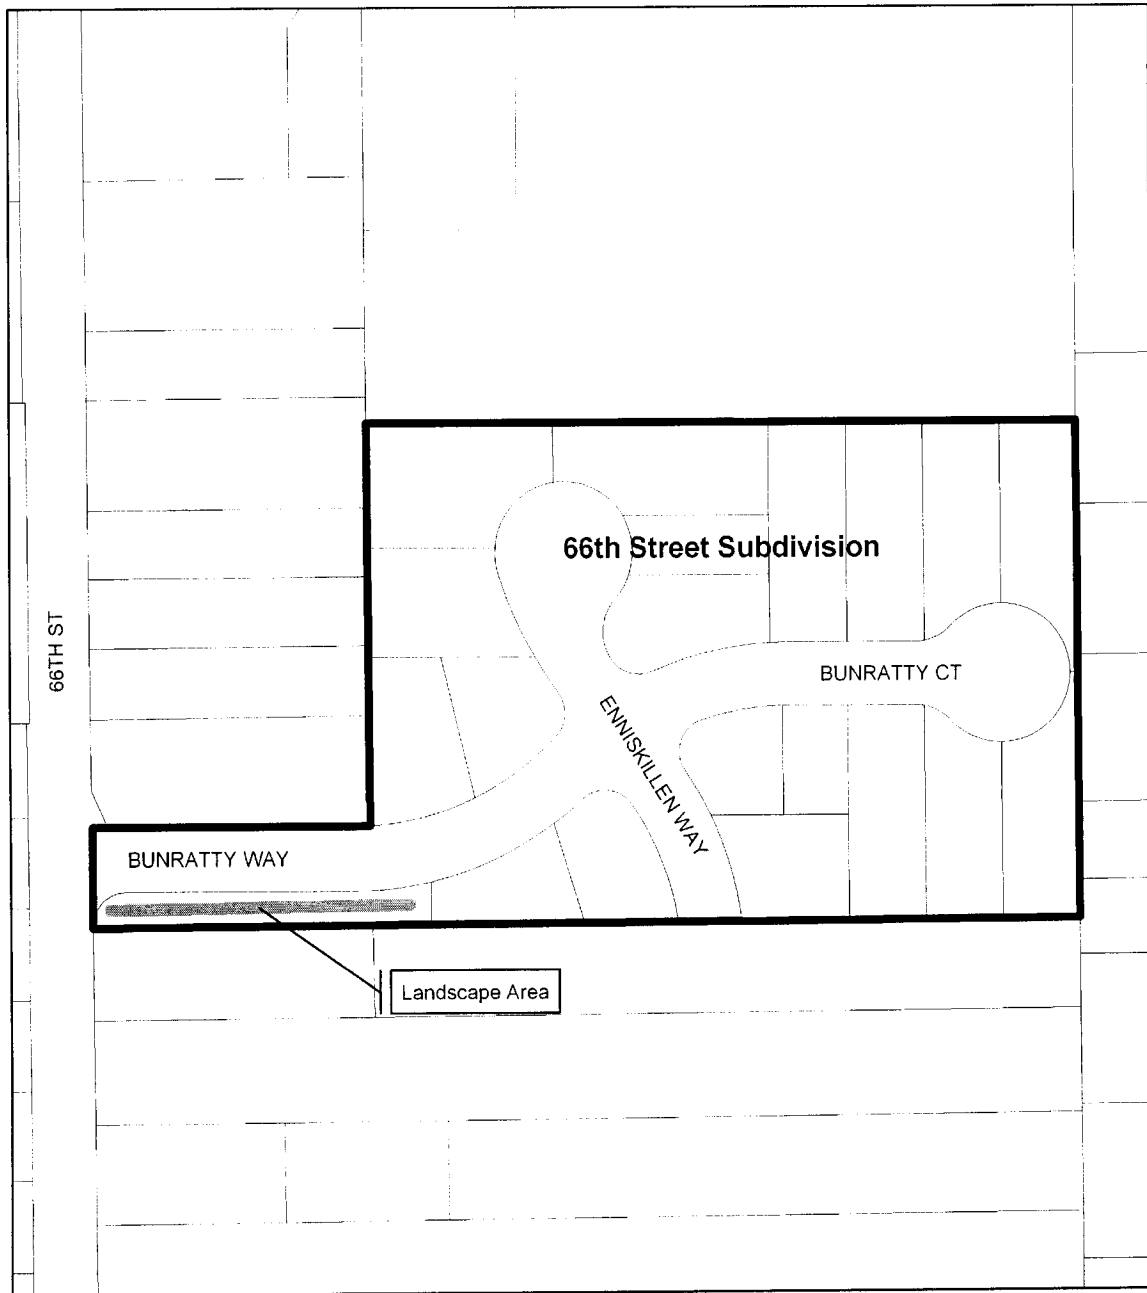 66th Street Subdivision
66TH ST
BUNRATTY CT
ENNISKILLEN WAY
BUNRATTY WAY
Landscape Area